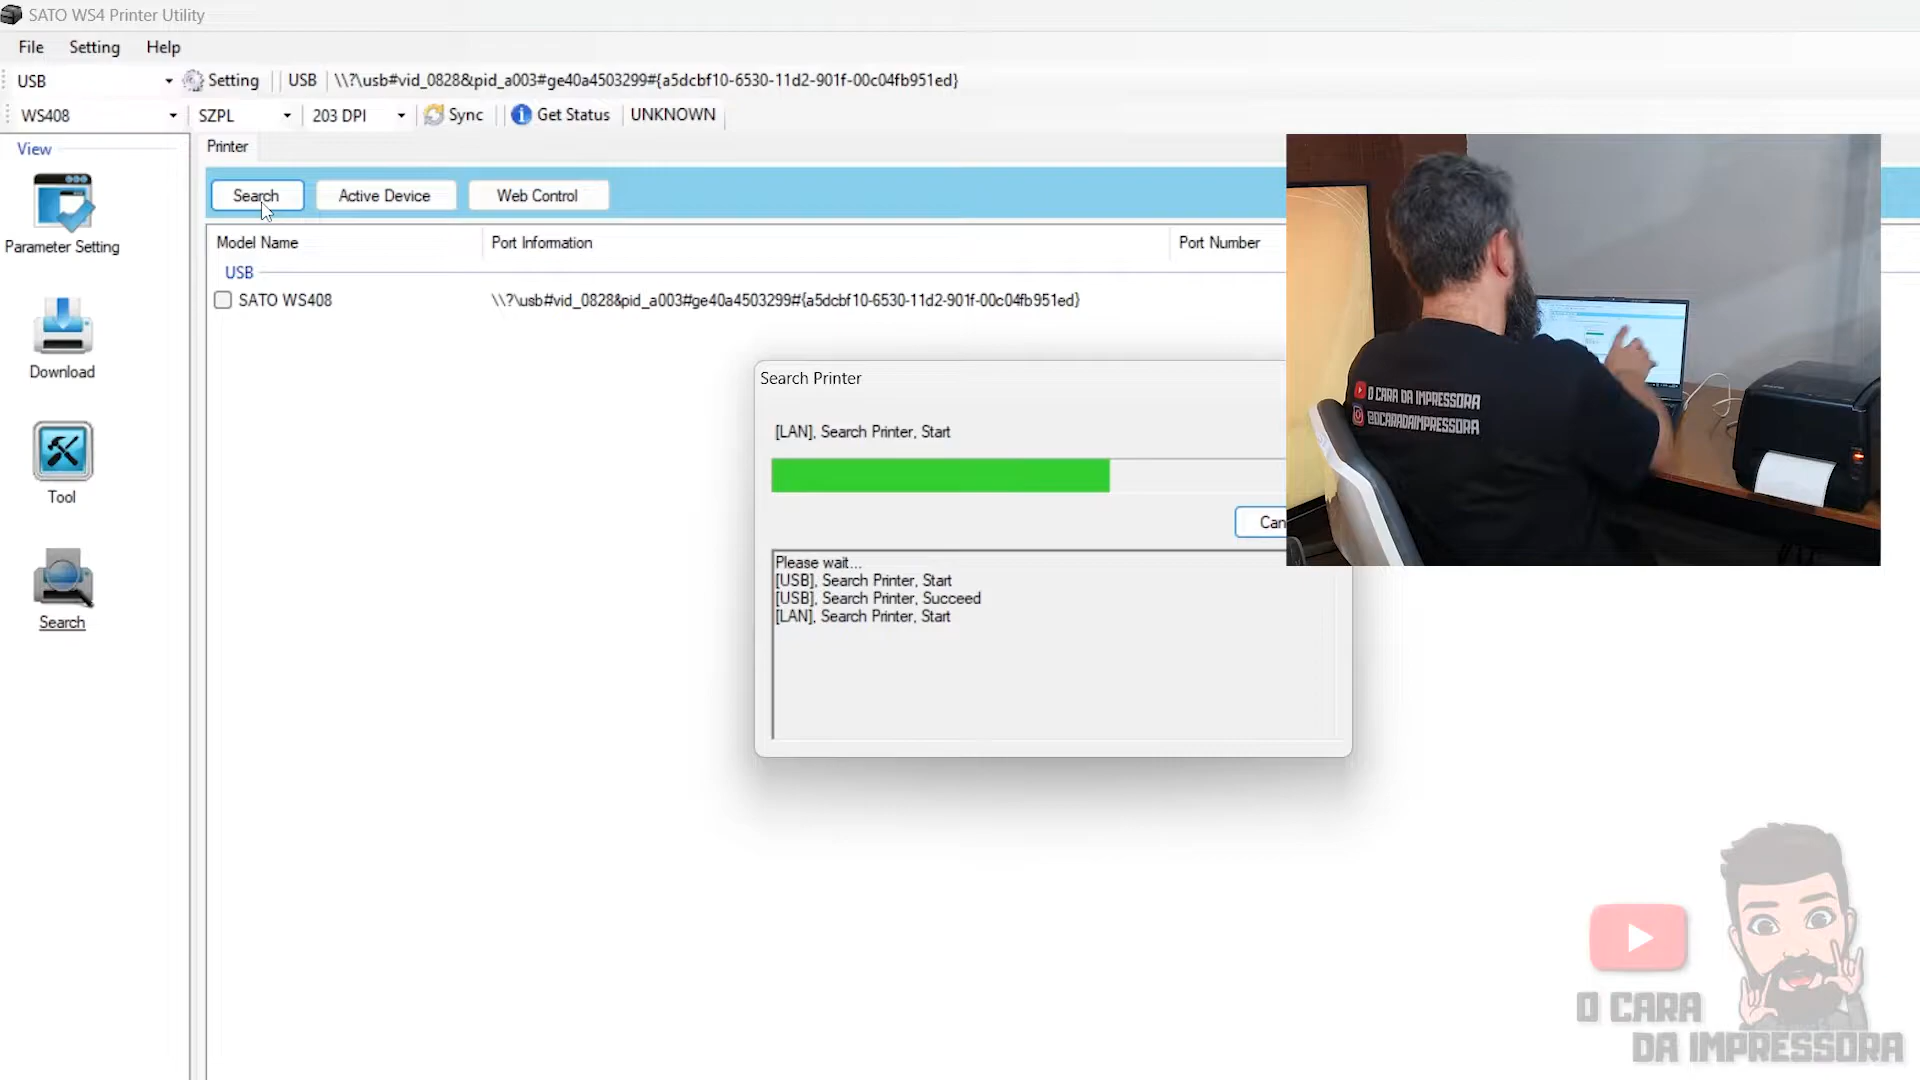 SATO WS4 Printer Utility
File Setting Help
USB Setting USB \\?\usb#vid_0828&pid_a003#ge40a4503299#{a5dcbf10-6530-11d2-901f-00c04fb951ed}
WS408 SZPL 203 DPI Sync Get Status UNKNOWN
View
Printer
Search Active Device Web Control
Parameter Setting
Model Name Port Information Port Number
USB
SATO WS408 \\?\usb#vid_0828&pid_a003#ge40a4503299#{a5dcbf10-6530-11d2-901f-00c04fb951ed}
Download
Tool
Search
Search Printer
[LAN], Search Printer, Start
Can
Please wait...
[USB], Search Printer, Start
[USB], Search Printer, Succeed
[LAN], Search Printer, Start
O CARA DA IMPRESSORA
@OCARADAIMPRESSORA
O CARA
DA IMPRESSORA